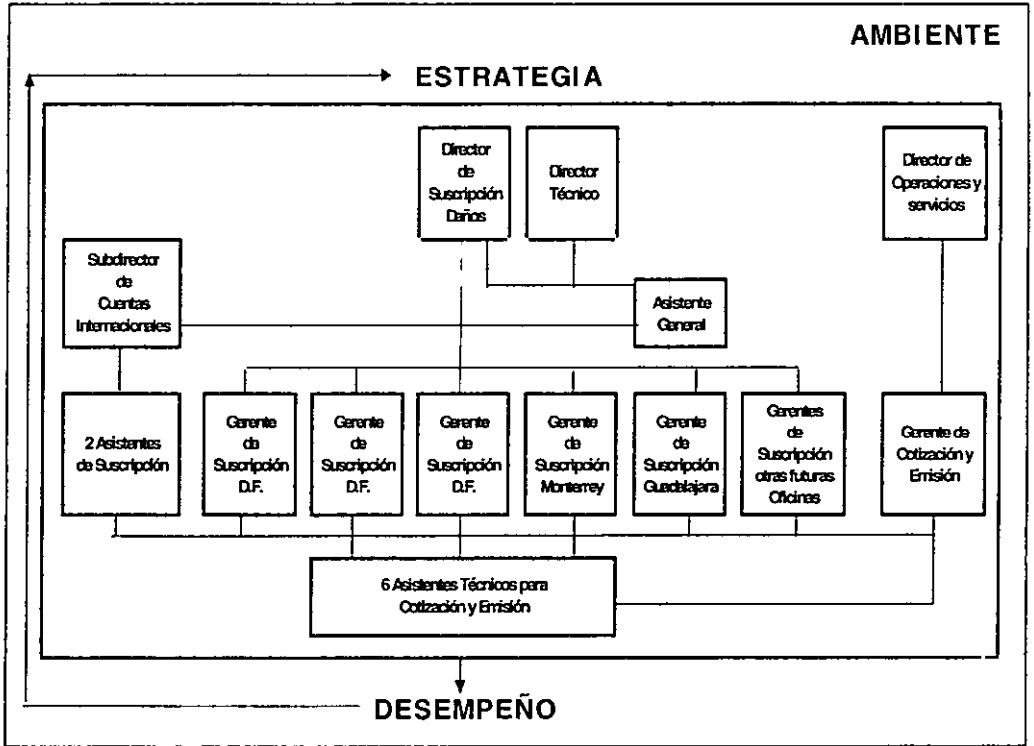 AMBIENTE
ESTRATEGIA
Director
de
Suscripción
Daños
Director
Técnico
Director de
Operaciones y
servicios
Subdirector
de
Cuentas
Internacionales
Asistente
General
2 Asistentes
de Suscripción
Gerente
de
Suscripción
D.F.
Gerente
de
Suscripción
D.F.
Gerente
de
Suscripción
D.F.
Gerente
de
Suscripción
Monterrey
Gerente
de
Suscripción
Guadalajara
Gerentes
de
Suscripción
otras futuras
Oficinas
Gerente de
Cotización y
Emisión
6 Asistentes Técnicos para
Cotización y Emisión
DESEMPEÑO